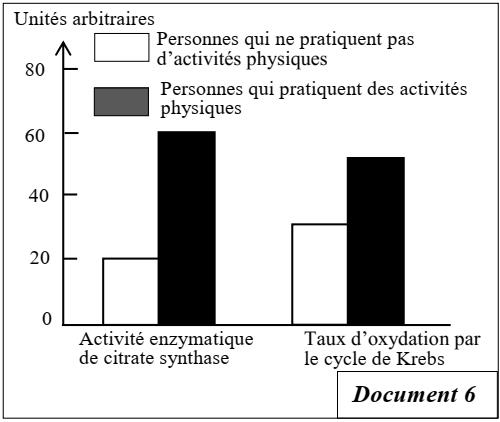 Unités arbitraires
Personnes qui ne pratiquent pas
d’activités physiques
Personnes qui pratiquent des activités
physiques
80
60
40
20
0
Activité enzymatique
de citrate synthase
Taux d’oxydation par
le cycle de Krebs
Document 6